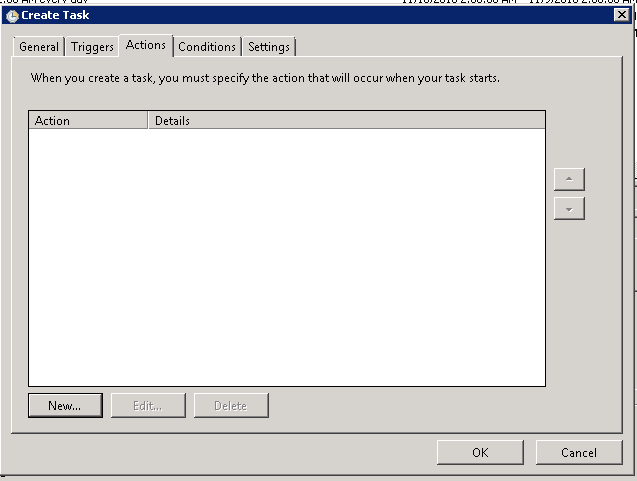 Create Task
General Triggers Actions Conditions Settings
When you create a task, you must specify the action that will occur when your task starts.
Action Details
New... Edit... Delete
OK Cancel